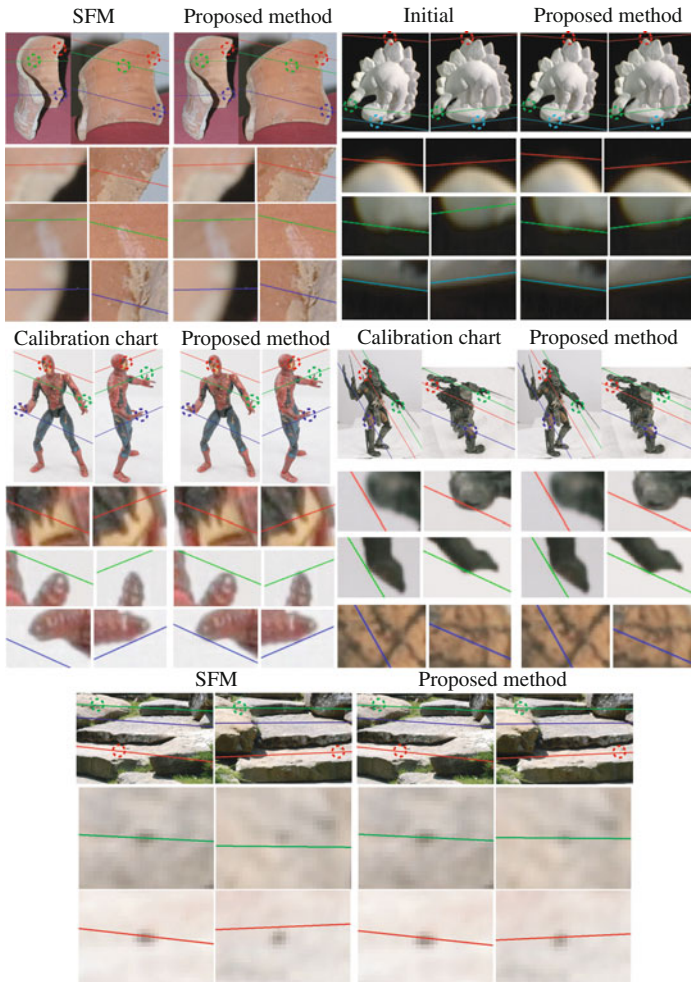 SFM
Proposed method
Initial
Proposed method
Calibration chart
Proposed method
Calibration chart
Proposed method
SFM
Proposed method